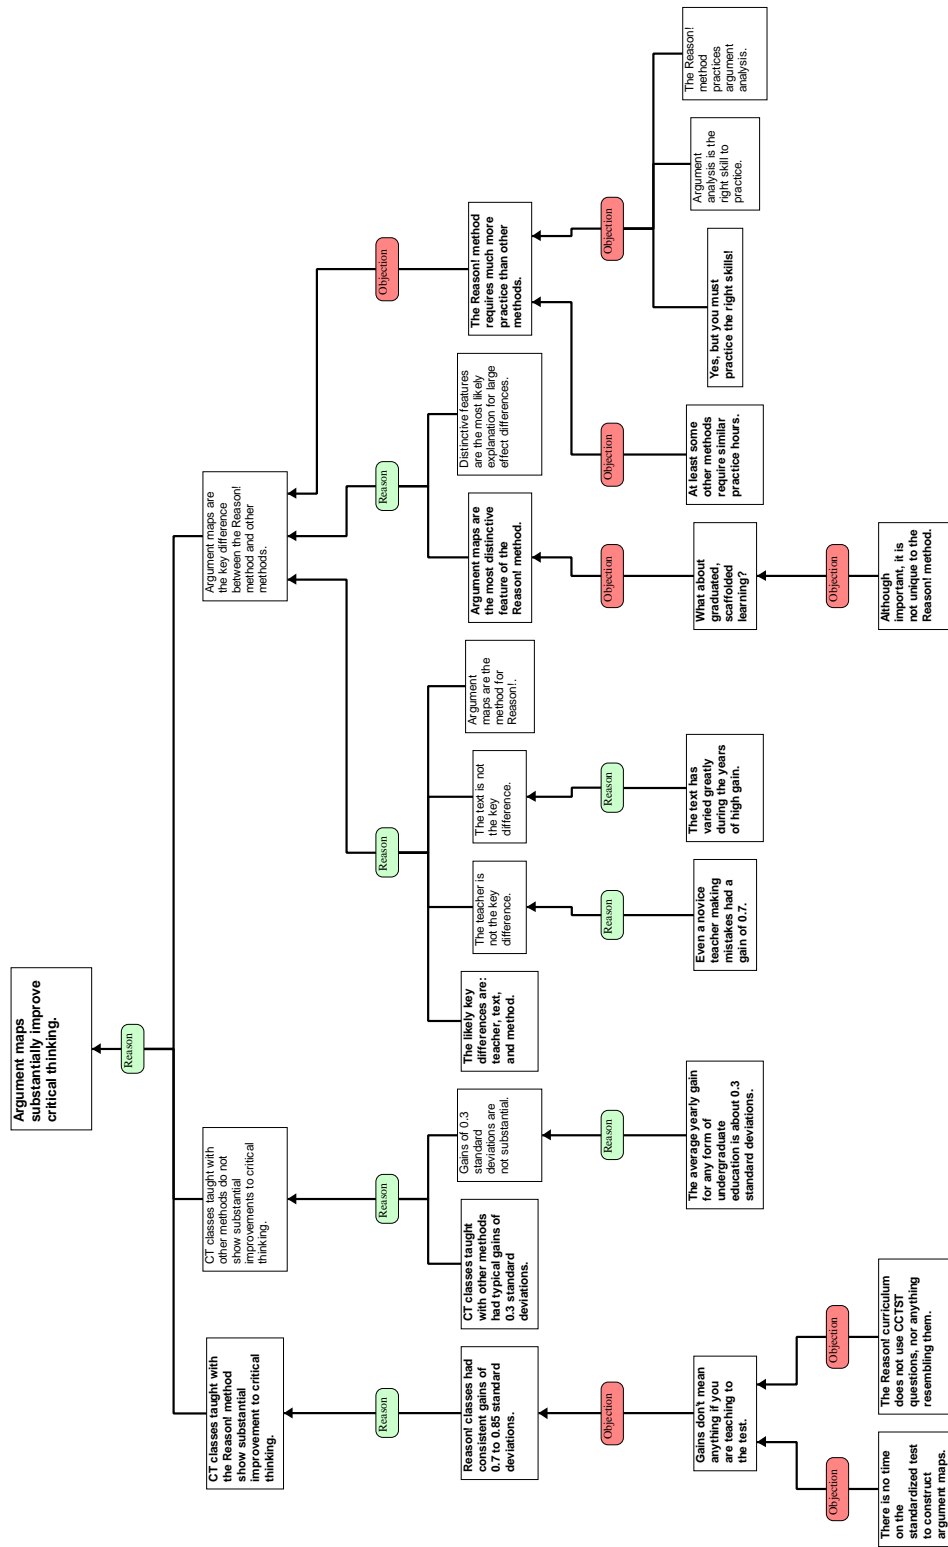 Argument maps
substantially improve
critical thinking.
Reason
CT classes taught with
the Reason! method
show substantial
improvement to critical
thinking.
CT classes taught with
other methods do not
show substantial
improvements to critical
thinking.
Argument maps are
the key difference
between the Reason!
method and other
methods.
Reason
Reason
Reason
Reason
Objection
Reason! classes had
consistent gains of
0.7 to 0.85 standard
deviations.
CT classes taught
with other methods
had typical gains of
0.3 standard
deviations.
Gains of 0.3
standard
deviations are
not substantial.
The likely key
differences are:
teacher, text,
and method.
The teacher is
not the key
difference.
The text is not
the key
difference.
Argument
maps are the
method for
Reason!.
Argument maps are
the most distinctive
feature of the
Reason! method.
Distinctive features
are the most likely
explanation for large
effect differences.
The Reason! method
requires much more
practice than other
methods.
Objection
Reason
Reason
Reason
Objection
Objection
Objection
Gains don't mean
anything if you
are teaching to
the test.
The average yearly gain
for any form of
undergraduate
education is about 0.3
standard deviations.
Even a novice
teacher making
mistakes had a
gain of 0.7.
The text has
varied greatly
during the years
of high gain.
What about
graduated,
scaffolded
learning?
At least some
other methods
require similar
practice hours.
Yes, but you must
practice the right skills!
Argument
analysis is the
right skill to
practice.
The Reason!
method
practices
argument
analysis.
Objection
Objection
Objection
There is no time
on the
standardized test
to construct
argument maps.
The Reason! curriculum
does not use CCTST
questions, nor anything
resembling them.
Although
important, it is
not unique to the
Reason! method.